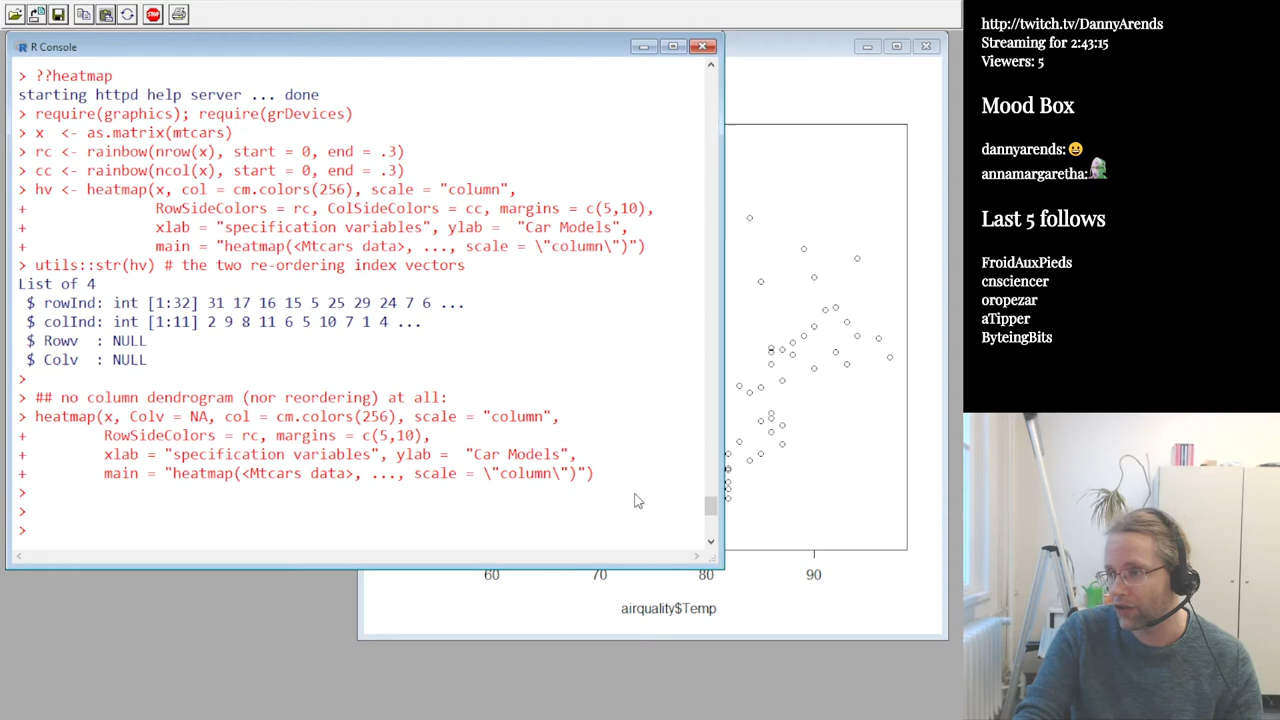 STOP
R Console
> ??heatmap
starting httpd help server ... done
> require(graphics); require(grDevices)
> x  <- as.matrix(mtcars)
> rc <- rainbow(nrow(x), start = 0, end = .3)
> cc <- rainbow(ncol(x), start = 0, end = .3)
> hv <- heatmap(x, col = cm.colors(256), scale = "column",
+               RowSideColors = rc, ColSideColors = cc, margins = c(5,10),
+               xlab = "specification variables", ylab =  "Car Models",
+               main = "heatmap(<Mtcars data>, ..., scale = \"column\")")
> utils::str(hv) # the two re-ordering index vectors
List of 4
 $ rowInd: int [1:32] 31 17 16 15 5 25 29 24 7 6 ...
 $ colInd: int [1:11] 2 9 8 11 6 5 10 7 1 4 ...
 $ Rowv  : NULL
 $ Colv  : NULL
>
> ## no column dendrogram (nor reordering) at all:
> heatmap(x, Colv = NA, col = cm.colors(256), scale = "column",
+         RowSideColors = rc, margins = c(5,10),
+         xlab = "specification variables", ylab =  "Car Models",
+         main = "heatmap(<Mtcars data>, ..., scale = \"column\")")
>
>
>
60 70 80 90
airquality$Temp
http://twitch.tv/DannyArends
Streaming for 2:43:15
Viewers: 5
Mood Box
dannyarends:😀
annamargaretha:
Last 5 follows
FroidAuxPieds
cnsciencer
oropezar
aTipper
ByteingBits